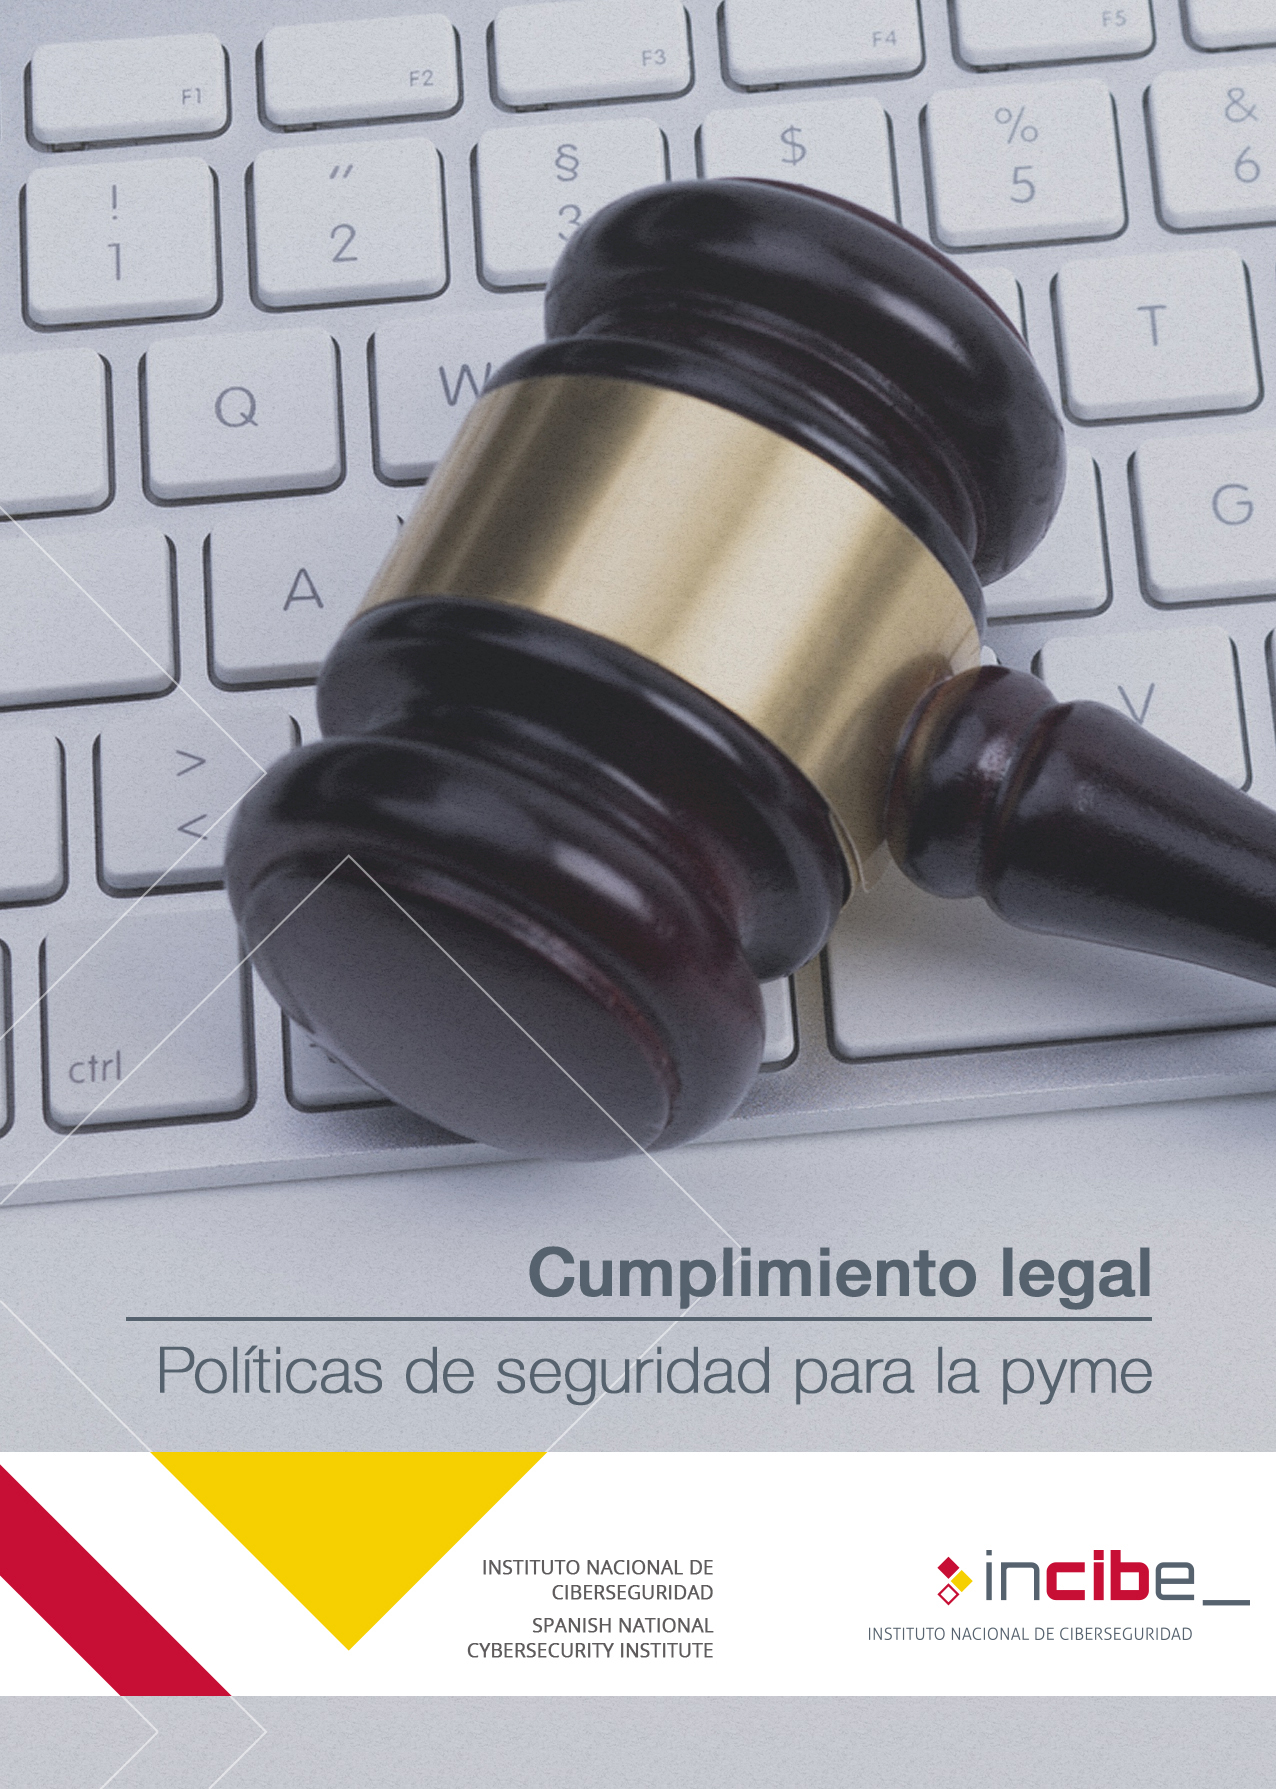 F1
F2
F3
F4
F5
!
1
"
2
§
3
$
%
5
&
6
Q
W
T
A
G
>
<
V
ctrl
Cumplimiento legal
Políticas de seguridad para la pyme
INSTITUTO NACIONAL DE
CIBERSEGURIDAD
SPANISH NATIONAL
CYBERSECURITY INSTITUTE
incibe_
INSTITUTO NACIONAL DE CIBERSEGURIDAD